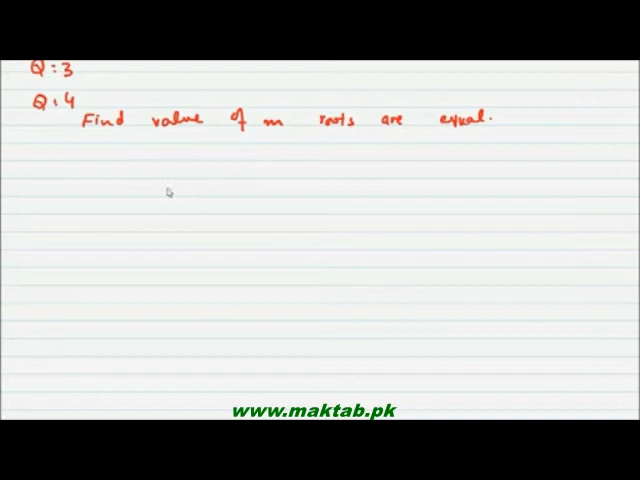 Q : 3
Q . 4
Find value of m roots are equal.
www.maktab.pk